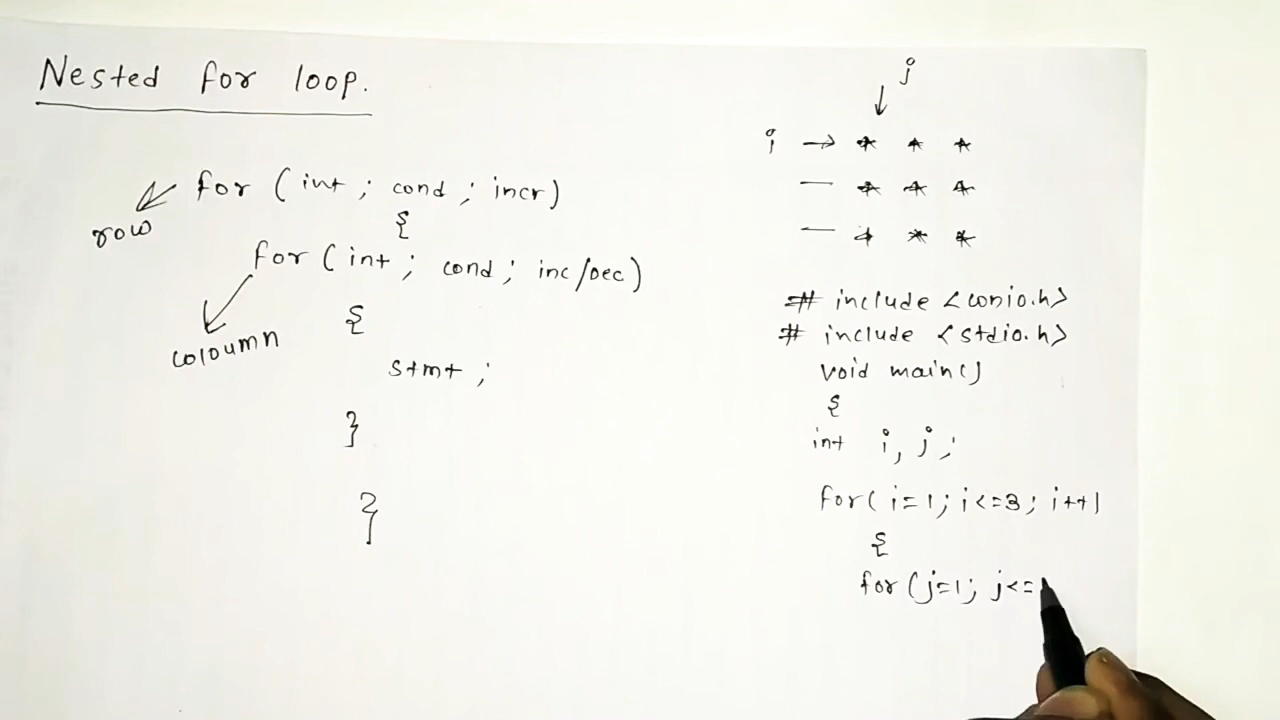 Nested for loop.
for (int ; cond ; incr)
{
row
for (int ; cond ; inc/Dec)
{
coloumn
stmt ;
}
}
j
i → * * *
— * * *
— * * *
# include <conio.h>
# include <stdio.h>
void main()
{
int i, j ;
for( i=1; i<=3; i++)
{
for (j=1; j<=